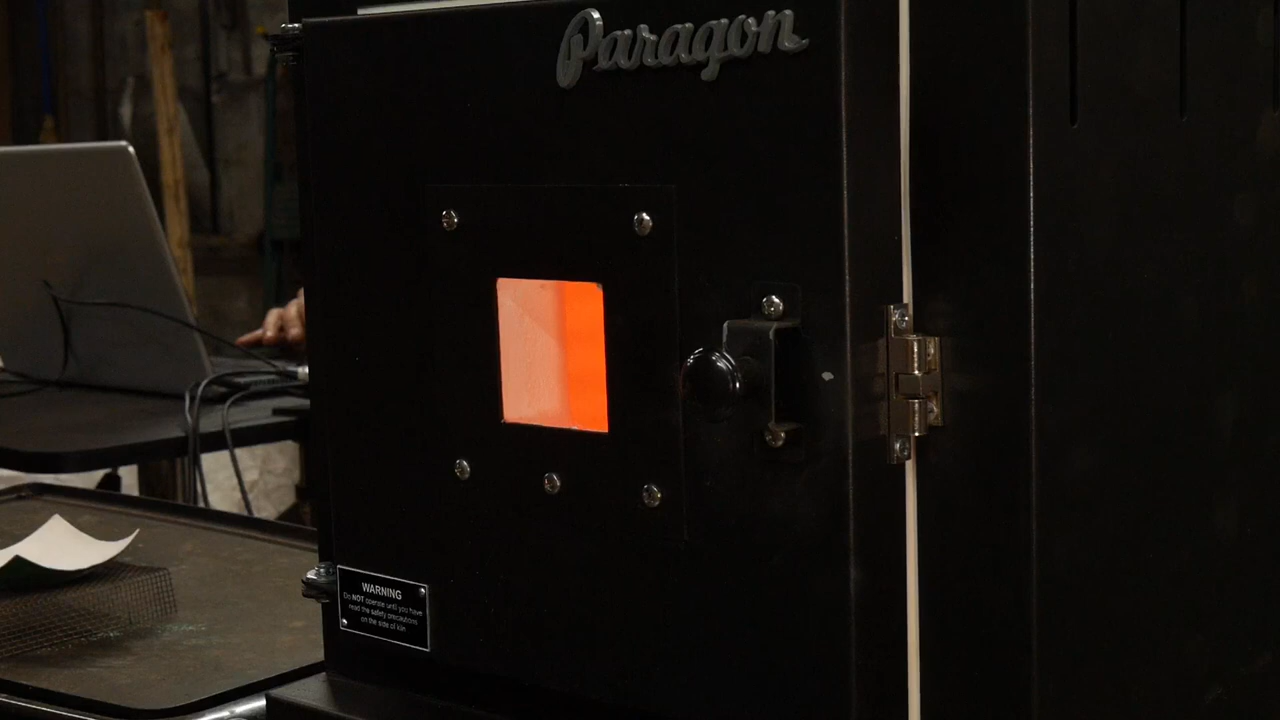 Paragon
WARNING
Do NOT operate until you have
read the safety precautions
on the side of kiln